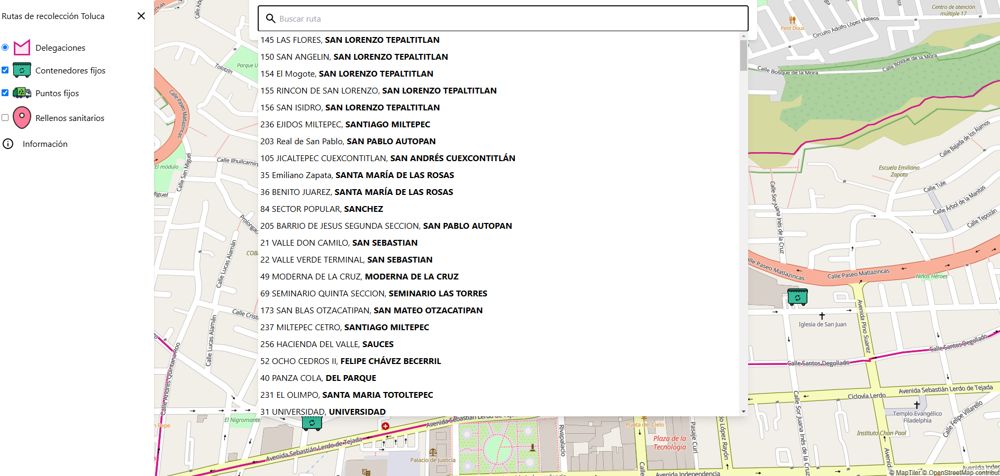 Rutas de recolección Toluca
Delegaciones
Contenedores fijos
Puntos fijos
Rellenos sanitarios
Información
Buscar ruta
145 LAS FLORES, SAN LORENZO TEPALTITLAN
150 SAN ANGELIN, SAN LORENZO TEPALTITLAN
154 El Mogote, SAN LORENZO TEPALTITLAN
155 RINCON DE SAN LORENZO, SAN LORENZO TEPALTITLAN
156 SAN ISIDRO, SAN LORENZO TEPALTITLAN
236 EJIDOS MILTEPEC, SANTIAGO MILTEPEC
203 Real de San Pablo, SAN PABLO AUTOPAN
105 JICALTEPEC CUEXCONTITLAN, SAN ANDRÉS CUEXCONTITLÁN
35 Emiliano Zapata, SANTA MARÍA DE LAS ROSAS
36 BENITO JUAREZ, SANTA MARÍA DE LAS ROSAS
84 SECTOR POPULAR, SANCHEZ
205 BARRIO DE JESUS SEGUNDA SECCION, SAN PABLO AUTOPAN
21 VALLE DON CAMILO, SAN SEBASTIAN
22 VALLE VERDE TERMINAL, SAN SEBASTIAN
49 MODERNA DE LA CRUZ, MODERNA DE LA CRUZ
69 SEMINARIO QUINTA SECCION, SEMINARIO LAS TORRES
173 SAN BLAS OTZACATIPAN, SAN MATEO OTZACATIPAN
237 MILTEPEC CETRO, SANTIAGO MILTEPEC
256 HACIENDA DEL VALLE, SAUCES
52 OCHO CEDROS II, FELIPE CHÁVEZ BECERRIL
40 PANZA COLA, DEL PARQUE
231 EL OLIMPO, SANTA MARIA TOTOLTEPEC
31 UNIVERSIDAD, UNIVERSIDAD
Tolotzin
Parque U
Calle Paseo Matlazincas
Calle Ilhuilcamin
El módulo
Calle San Miguel
Miguel
Prolongac
Calle Lucas Alamán
COBA
Calle Crist
Calle Lucas Alamán
Calle Andrés Quintana Roo
El Nigromante
Pepe
Avenida Sebastián Lerdo de Tejada
Avenida Sebastián Lerdo de Tejada
Palacio de Justicia
Rivapalacio
Avenida Independencia
Punta del Cielo
Plaza de la
Tecnología
Pasaje Curi
Calle
io López Rayón
Avenida Independencia
Centro de atención
múltiple 17
Petit Doux
Circuito Adolfo López Mateos
Calle Bosque de la Mora
Calle Bosque de la Mora
Calle Bajada de los Álamos
Escuela Emiliano
Zapata
Calle Tule
Calle Árbol de la Manitas
Calle Tepozán
Calle Sor Juana Inés de la Cruz
Calle Paseo Matlazincas
Calle Paseo Matlazincas
Niños Héroes
Iglesia de San Juan
Avenida Pino Suarez
Calle Santos Degollado
Calle Santos Degollado
Ciclovía Lerdo
Avenida Sebastián Lerdo de Tejada
Templo Evangélico
Filadelphia
Calle Felipe Villarello
Calle Sor Juana Inés de la Cruz
Instituto Chan Paal
Avenida
Avenida Inde
© MapTiler © OpenStreetMap contribut